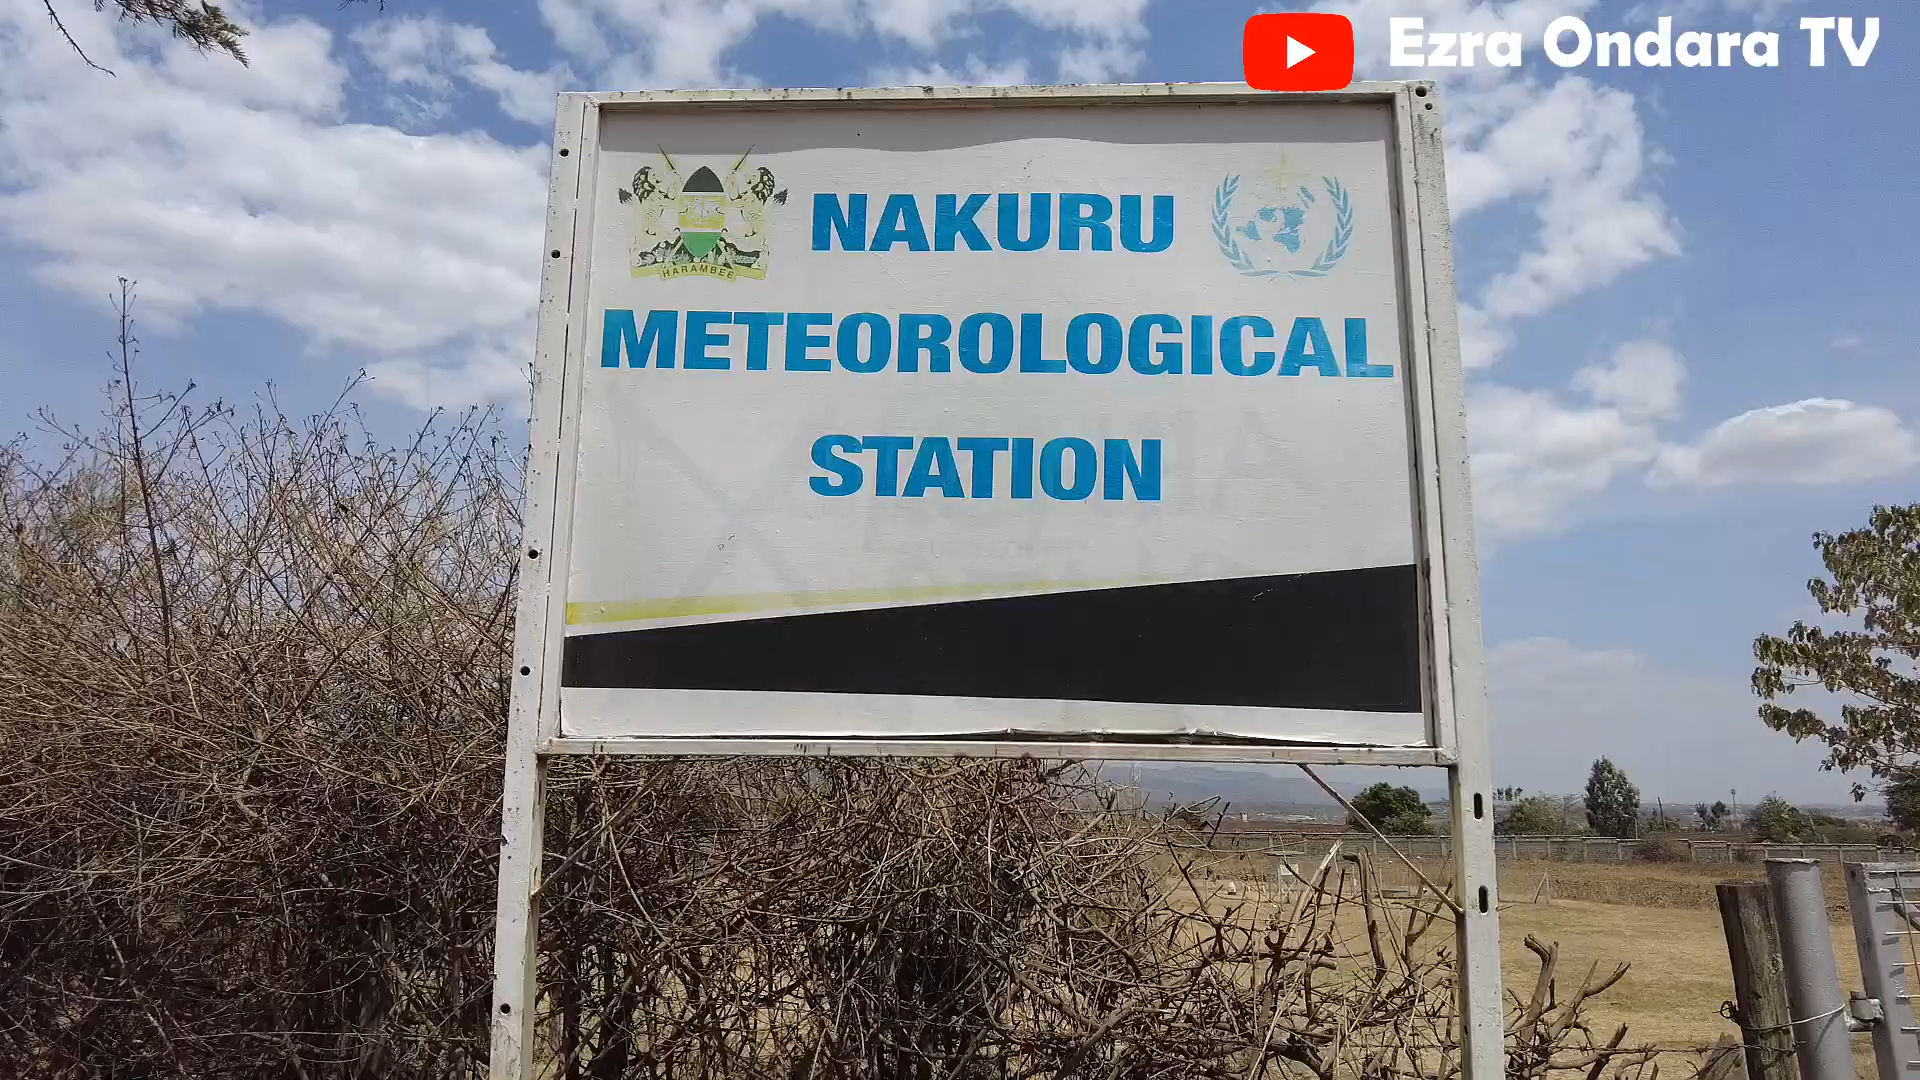 Ezra Ondara TV
NAKURU
HARAMBEE
METEOROLOGICAL
STATION